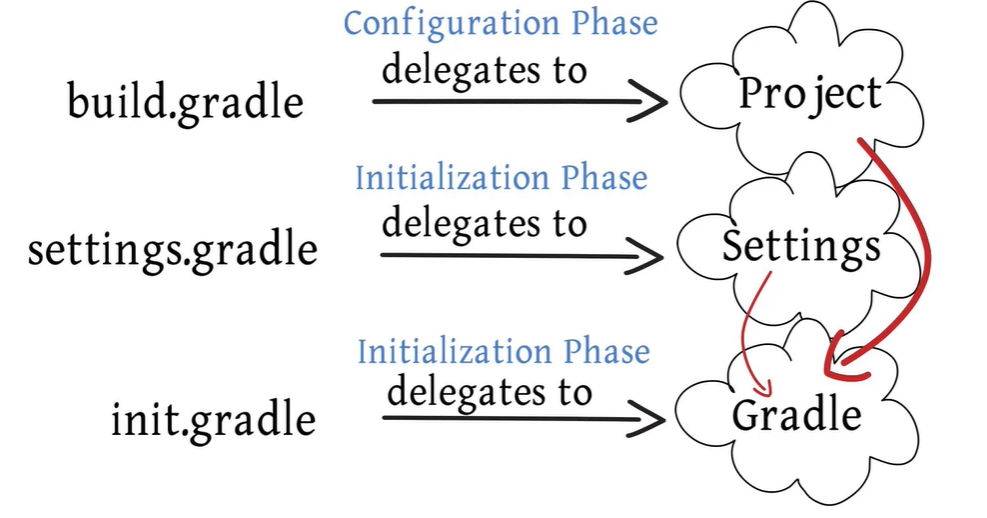 Configuration Phase
build.gradle delegates to Project
Initialization Phase
settings.gradle delegates to Settings
Initialization Phase
init.gradle delegates to Gradle